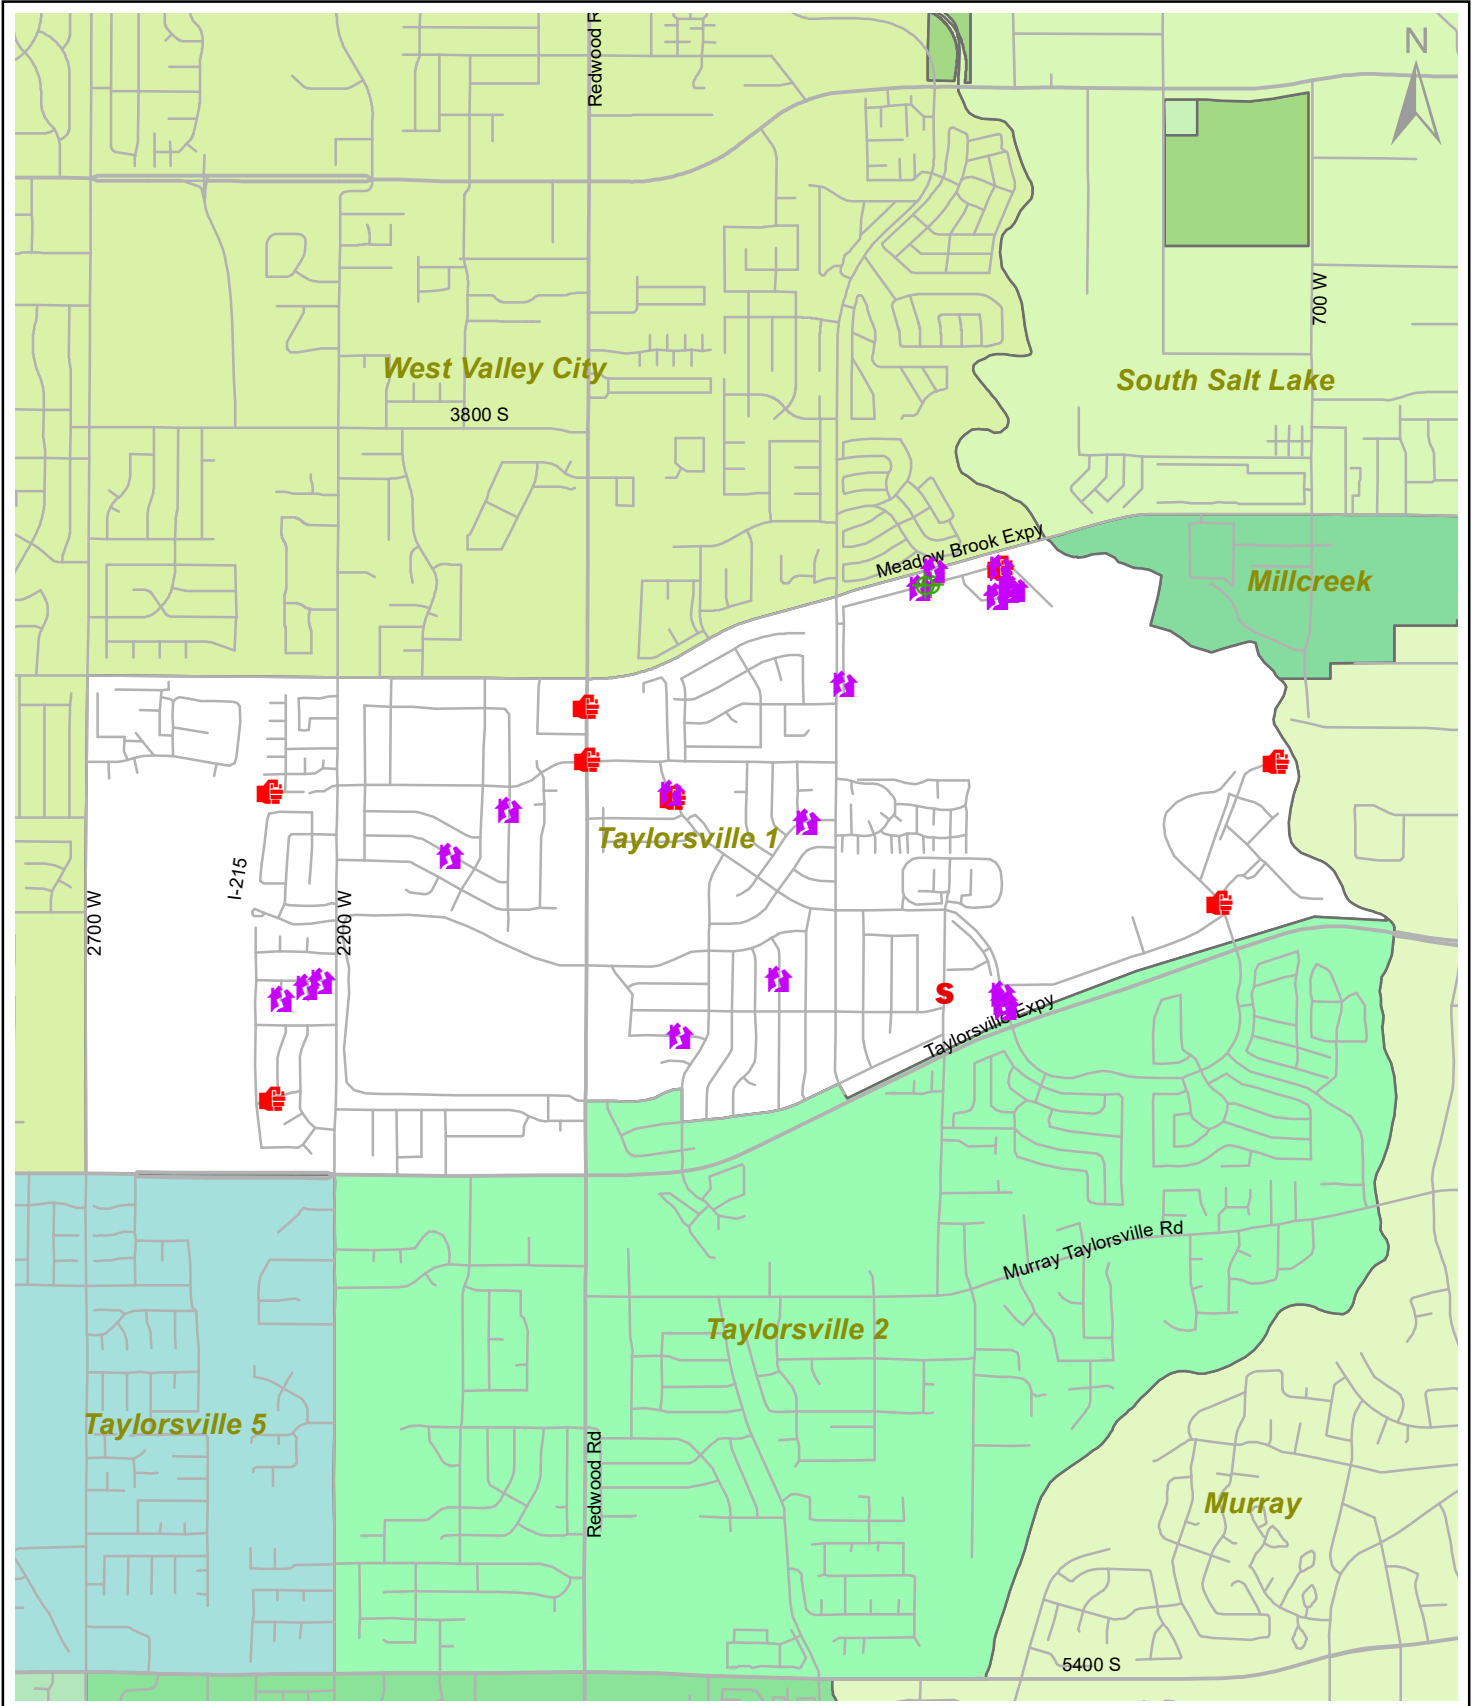 Redwood R
N
700 W
West Valley City
South Salt Lake
3800 S
Meadow Brook Expy
Millcreek
Taylorsville 1
I-215
2700 W
2200 W
S
Taylorsville Expy
Murray Taylorsville Rd
Taylorsville 2
Taylorsville 5
Redwood Rd
Murray
5400 S